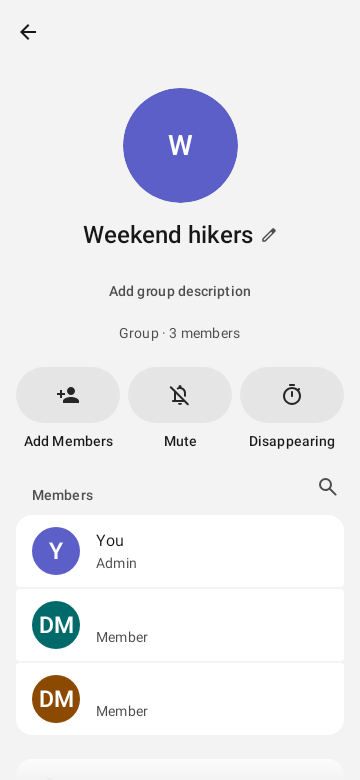 W
Weekend hikers
Add group description
Group · 3 members
Add Members
Mute
Disappearing
Members
Y
You
Admin
DM
Member
DM
Member